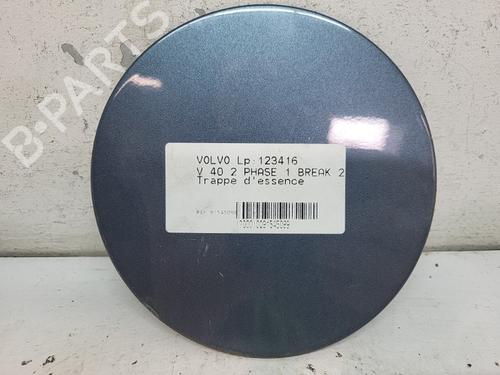 B-PARTS
VOLVO Lp:123416
V 40 2 PHASE 1 BREAK 2
Trappe d'essence